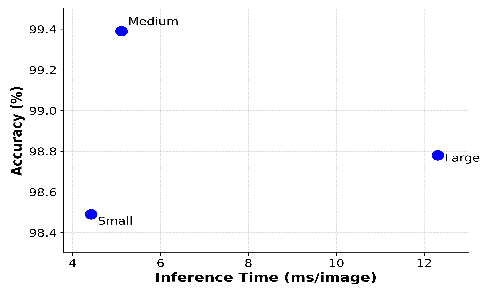 Medium
99.4
99.2
99.0
98.8
98.6
98.4
Accuracy (%)
Large
Small
4
6
8
10
12
Inference Time (ms/image)